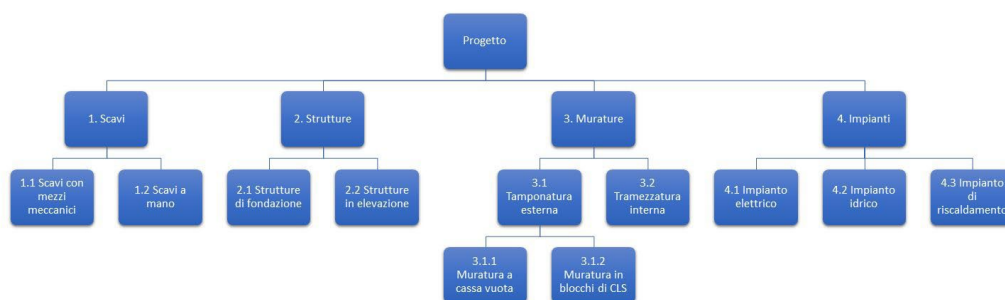 Progetto
1. Scavi
2. Strutture
3. Murature
4. Impianti
1.1 Scavi con
mezzi
meccanici
1.2 Scavi a
mano
2.1 Strutture
di fondazione
2.2 Strutture
in elevazione
3.1
Tamponatura
esterna
3.2
Tramezzatura
interna
4.1 Impianto
elettrico
4.2 Impianto
idrico
4.3 Impianto
di
riscaldamento
3.1.1
Muratura a
cassa vuota
3.1.2
Muratura in
blocchi di CLS